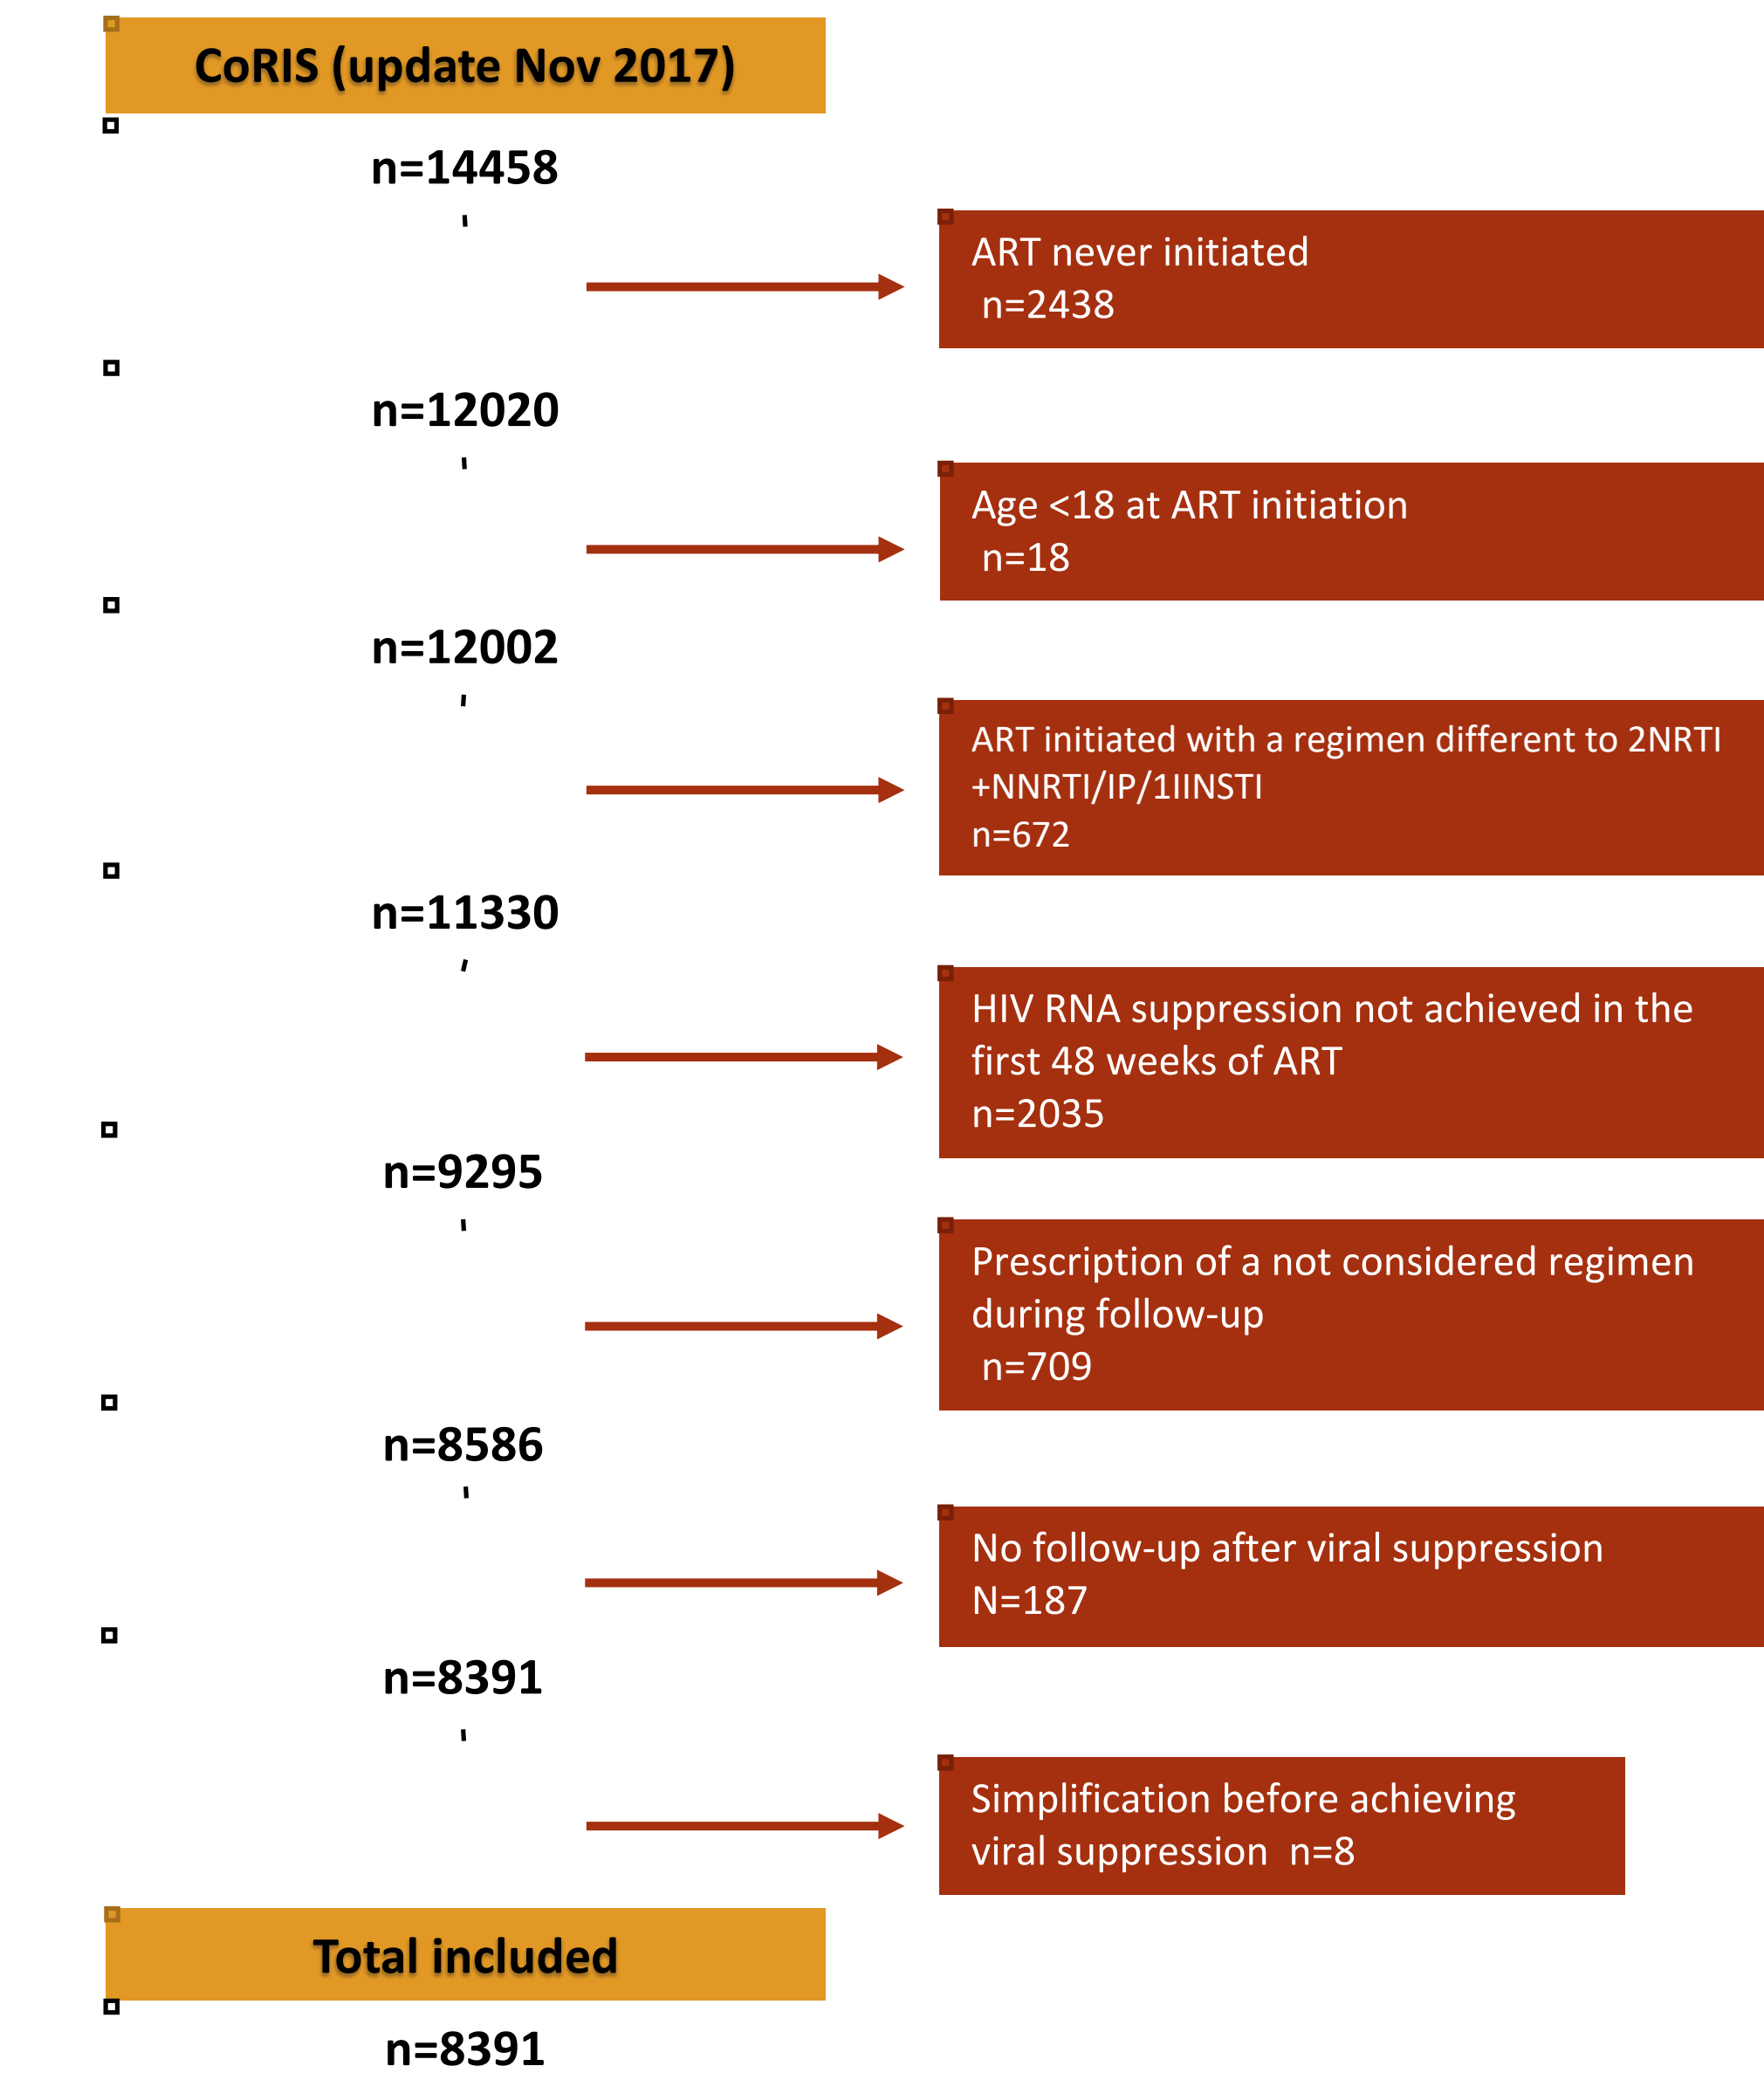 CoRIS (update Nov 2017)
n=14458
ART never initiated
n=2438
n=12020
Age <18 at ART initiation
n=18
n=12002
ART initiated with a regimen different to 2NRTI
+NNRTI/IP/1IINSTI
n=672
n=11330
HIV RNA suppression not achieved in the
first 48 weeks of ART
n=2035
n=9295
Prescription of a not considered regimen
during follow-up
n=709
n=8586
No follow-up after viral suppression
N=187
n=8391
Simplification before achieving
viral suppression  n=8
Total included
n=8391